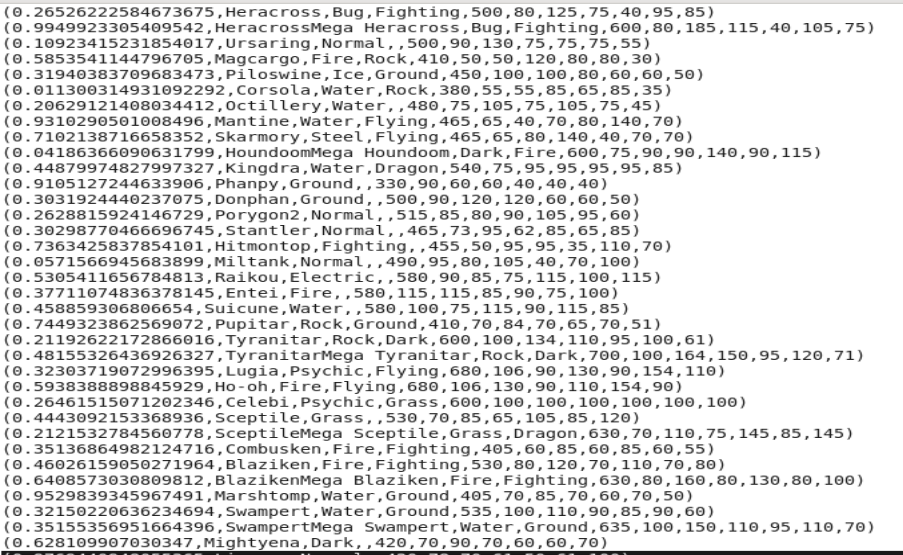 (0.26526222584673675,Heracross,Bug,Fighting,500,80,125,75,40,95,85)
(0.9949923305409542,HeracrossMega Heracross,Bug,Fighting,600,80,185,115,40,105,75)
(0.10923415231854017,Ursaring,Normal,,500,90,130,75,75,75,55)
(0.5853541144796705,Magcargo,Fire,Rock,410,50,50,120,80,80,30)
(0.31940383709683473,Piloswine,Ice,Ground,450,100,100,80,60,60,50)
(0.011300314931092292,Corsola,Water,Rock,380,55,55,85,65,85,35)
(0.20629121408034412,Octillery,Water,,480,75,105,75,105,75,45)
(0.9310290501008496,Mantine,Water,Flying,465,65,40,70,80,140,70)
(0.7102138716658352,Skarmory,Steel,Flying,465,65,80,140,40,70,70)
(0.04186366090631799,HoundoomMega Houndoom,Dark,Fire,600,75,90,90,140,90,115)
(0.44879974827997327,Kingdra,Water,Dragon,540,75,95,95,95,95,85)
(0.9105127244633906,Phanpy,Ground,,330,90,60,60,40,40,40)
(0.3031924440237075,Donphan,Ground,,500,90,120,120,60,60,50)
(0.2628815924146729,Porygon2,Normal,,515,85,80,90,105,95,60)
(0.30298770466696745,Stantler,Normal,,465,73,95,62,85,65,85)
(0.7363425837854101,Hitmontop,Fighting,,455,50,95,95,35,110,70)
(0.0571566945683899,Miltank,Normal,,490,95,80,105,40,70,100)
(0.5305411656784813,Raikou,Electric,,580,90,85,75,115,100,115)
(0.37711074836378145,Entei,Fire,,580,115,115,85,90,75,100)
(0.458859306806654,Suicune,Water,,580,100,75,115,90,115,85)
(0.7449323862569072,Pupitar,Rock,Ground,410,70,84,70,65,70,51)
(0.21192622172866016,Tyranitar,Rock,Dark,600,100,134,110,95,100,61)
(0.48155326436926327,TyranitarMega Tyranitar,Rock,Dark,700,100,164,150,95,120,71)
(0.32303719072996395,Lugia,Psychic,Flying,680,106,90,130,90,154,110)
(0.5938388898845929,Ho-oh,Fire,Flying,680,106,130,90,110,154,90)
(0.26461515071202346,Celebi,Psychic,Grass,600,100,100,100,100,100,100)
(0.4443092153368936,Sceptile,Grass,,530,70,85,65,105,85,120)
(0.2121532784560778,SceptileMega Sceptile,Grass,Dragon,630,70,110,75,145,85,145)
(0.35136864982124716,Combusken,Fire,Fighting,405,60,85,60,85,60,55)
(0.46026159050271964,Blaziken,Fire,Fighting,530,80,120,70,110,70,80)
(0.6408573030809812,BlazikenMega Blaziken,Fire,Fighting,630,80,160,80,130,80,100)
(0.9529839345967491,Marshtomp,Water,Ground,405,70,85,70,60,70,50)
(0.32150220636234694,Swampert,Water,Ground,535,100,110,90,85,90,60)
(0.35155356951664396,SwampertMega Swampert,Water,Ground,635,100,150,110,95,110,70)
(0.628109907030347,Mightyena,Dark,,420,70,90,70,60,60,70)